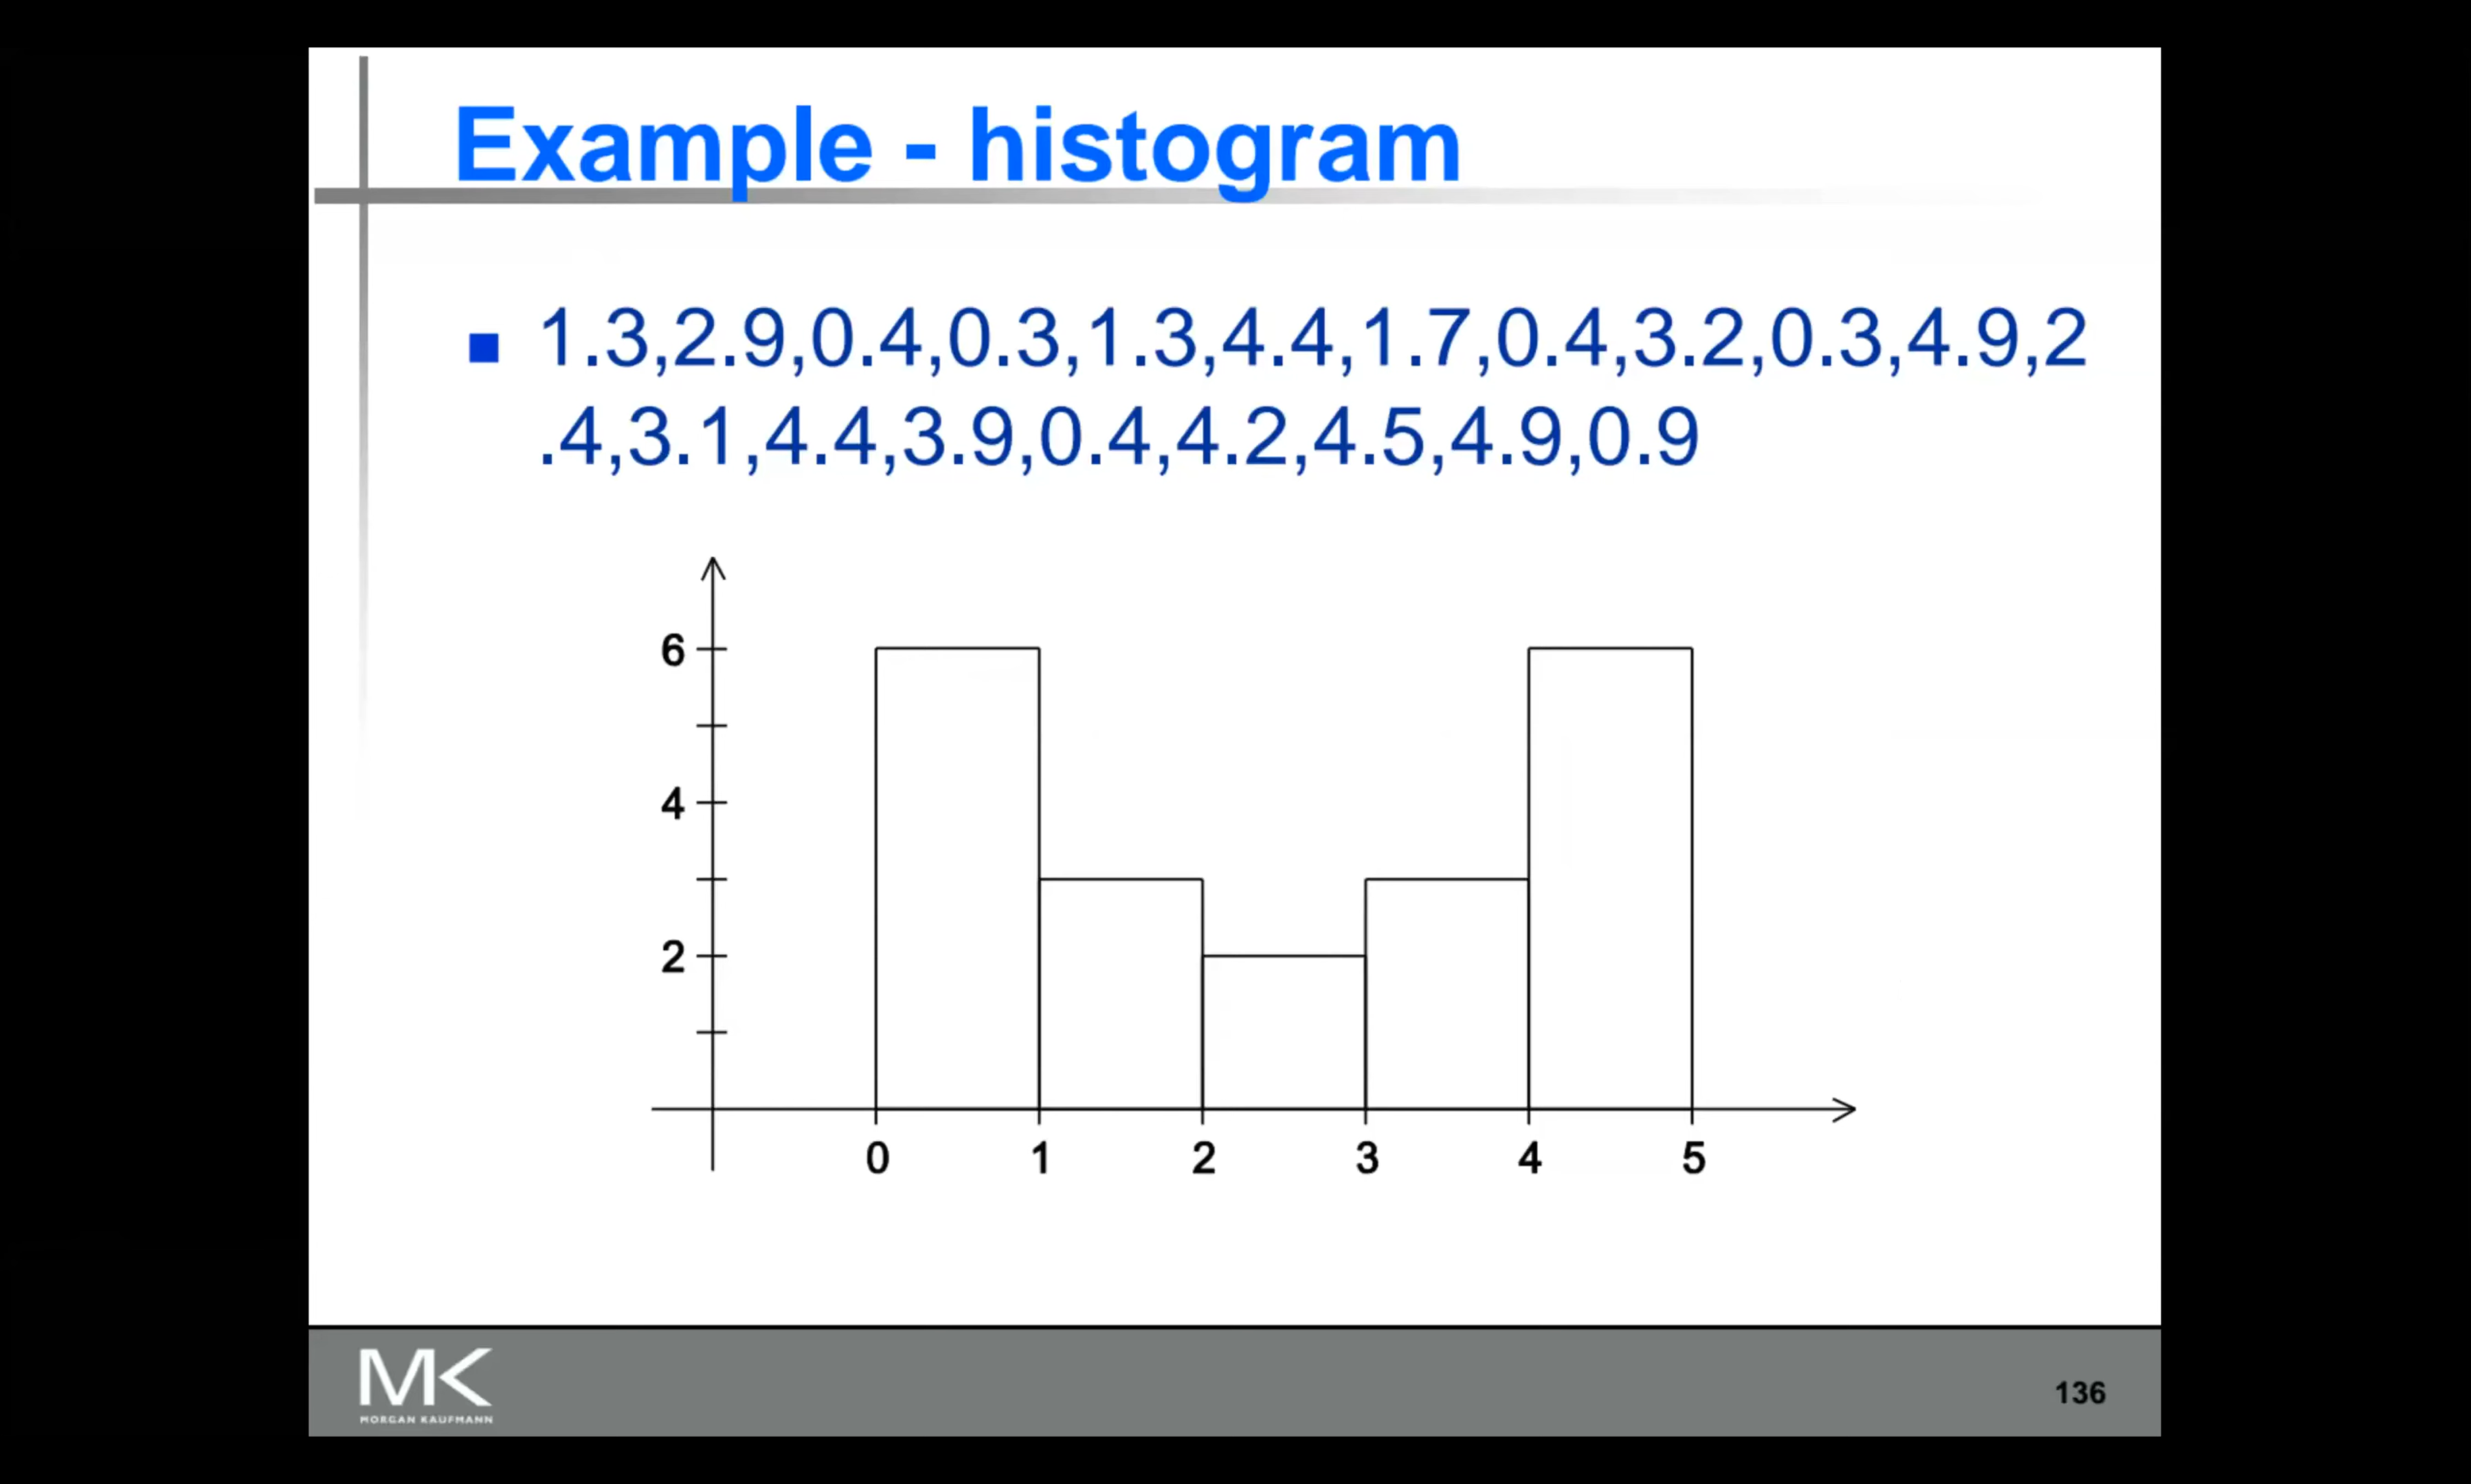 Example - histogram
1.3,2.9,0.4,0.3,1.3,4.4,1.7,0.4,3.2,0.3,4.9,2
.4,3.1,4.4,3.9,0.4,4.2,4.5,4.9,0.9
6
4
2
0 1 2 3 4 5
MK
MORGAN KAUFMANN
136